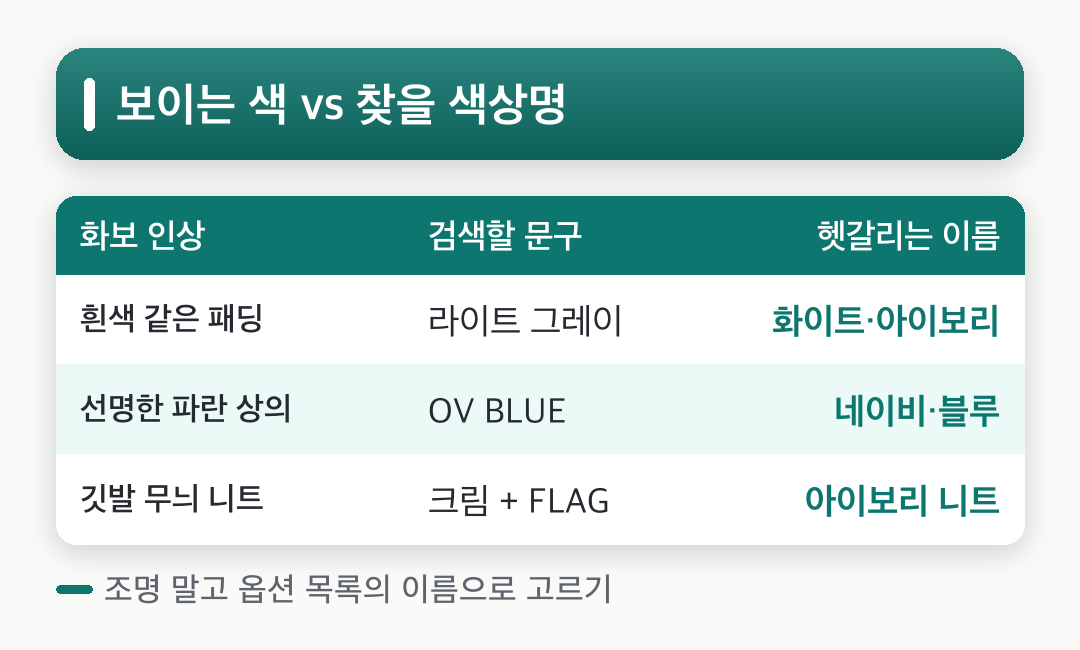 보이는 색 vs 찾을 색상명
화보 인상 검색할 문구 헷갈리는 이름
흰색 같은 패딩 라이트 그레이 화이트·아이보리
선명한 파란 상의 OV BLUE 네이비·블루
깃발 무늬 니트 크림 + FLAG 아이보리 니트
조명 말고 옵션 목록의 이름으로 고르기